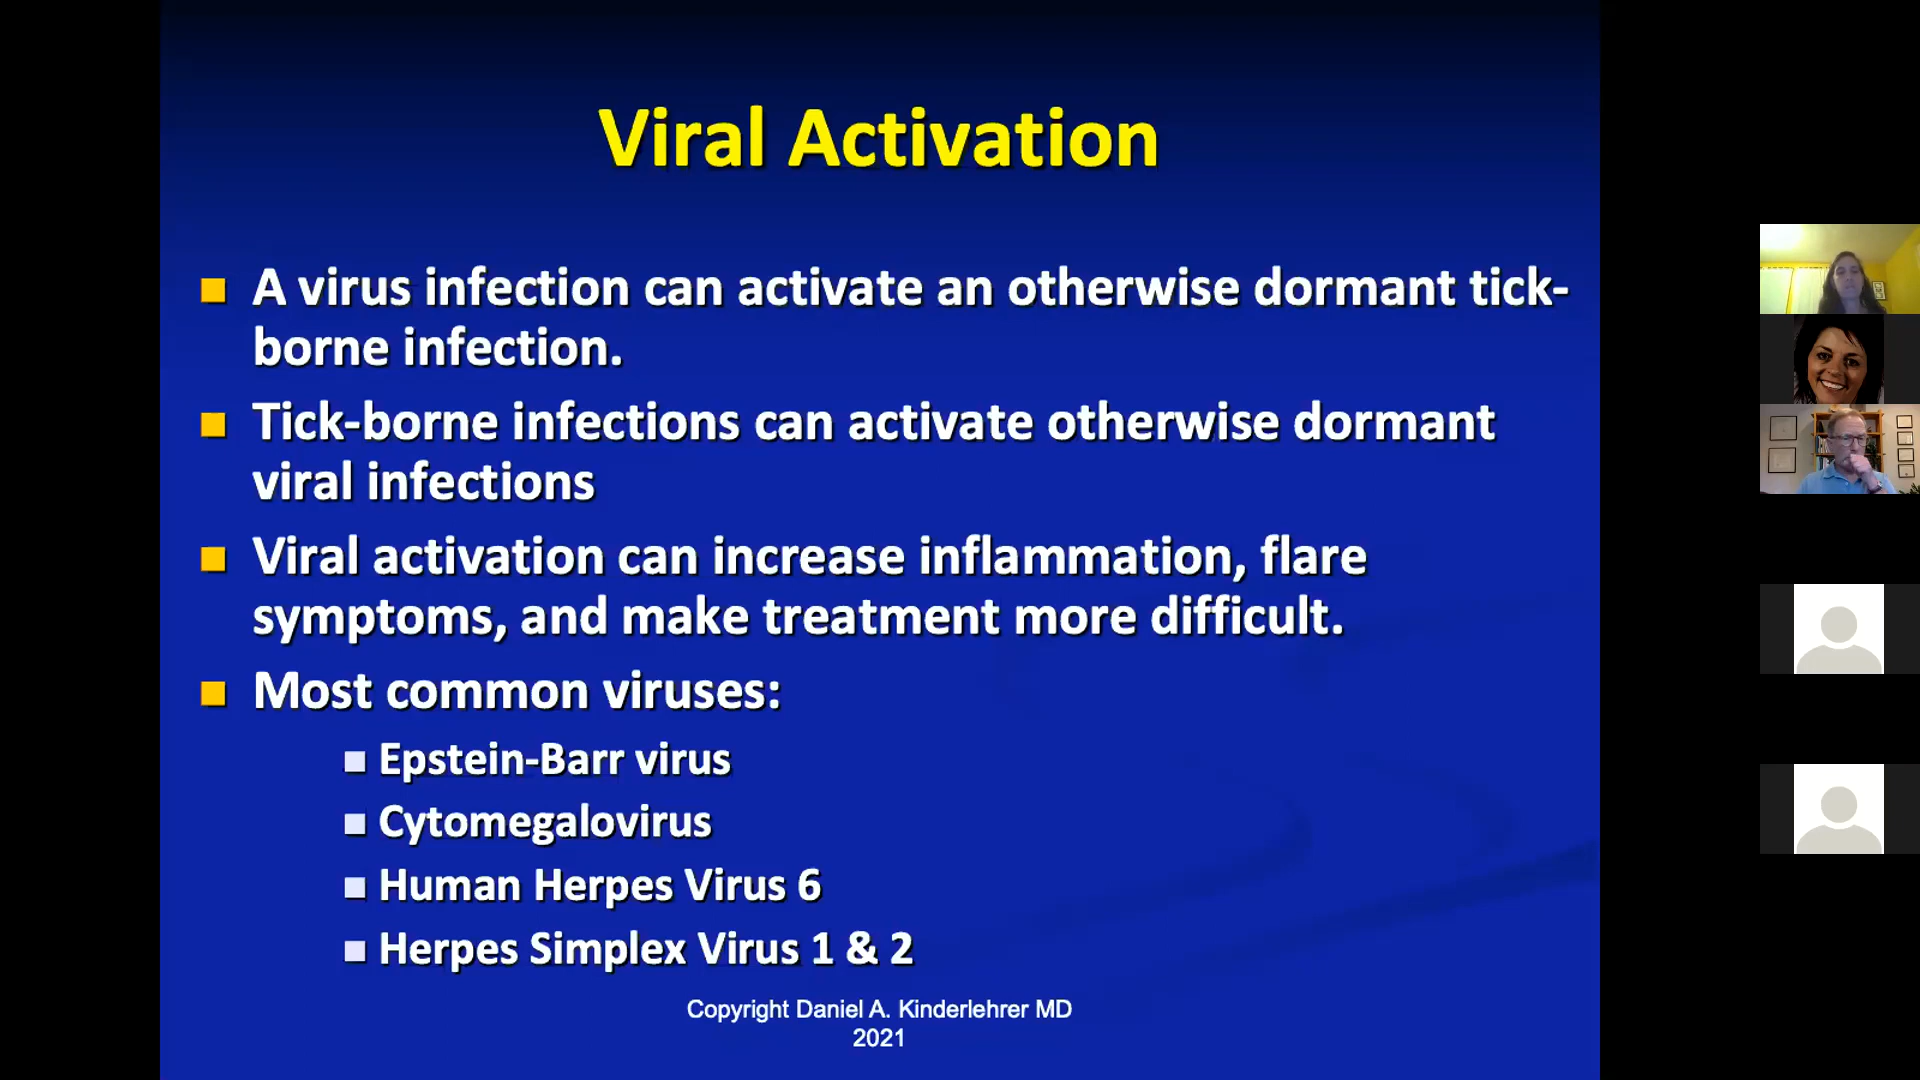 Viral Activation
A virus infection can activate an otherwise dormant tick-
borne infection.
Tick-borne infections can activate otherwise dormant
viral infections
Viral activation can increase inflammation, flare
symptoms, and make treatment more difficult.
Most common viruses:
Epstein-Barr virus
Cytomegalovirus
Human Herpes Virus 6
Herpes Simplex Virus 1 & 2
Copyright Daniel A. Kinderlehrer MD
2021